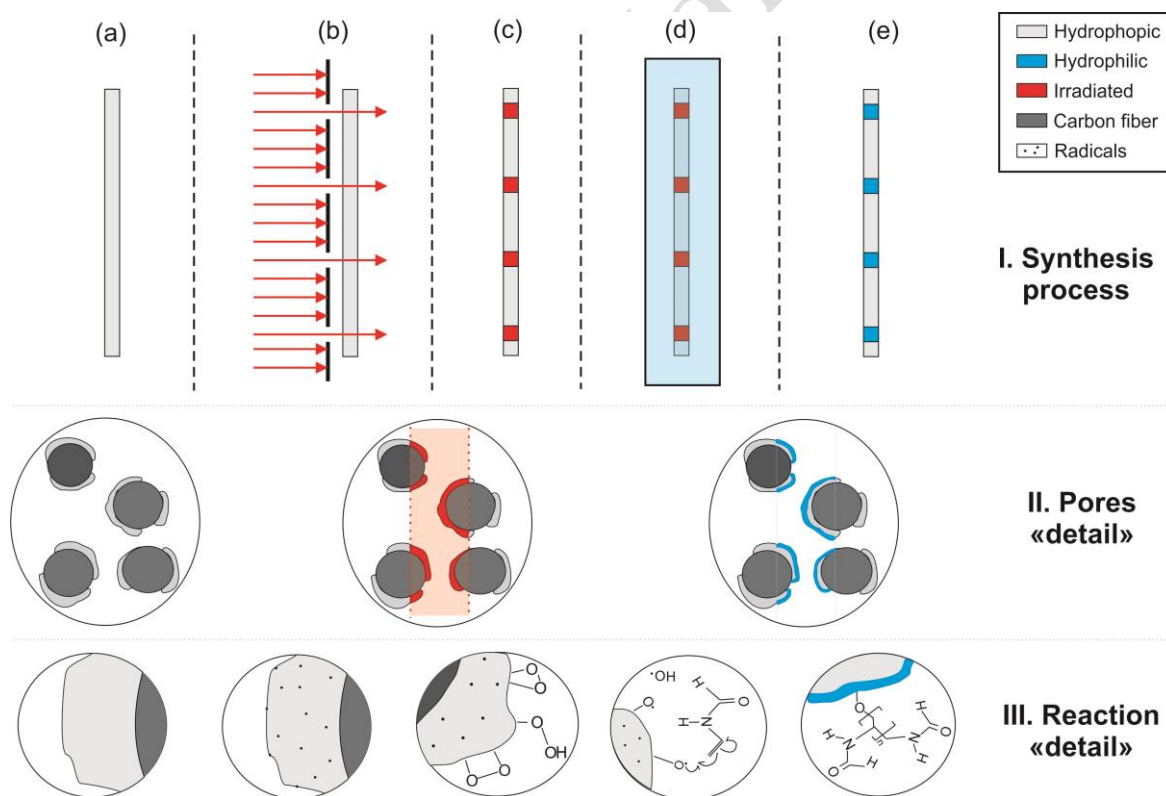 (a)
(b)
(c)
(d)
(e)
Hydrophopic
Hydrophilic
Irradiated
Carbon fiber
Radicals
I. Synthesis
process
II. Pores
«detail»
III. Reaction
«detail»
O
O
O
OH
O
O
·OH
H
O
O·
H
N
O
O
H
N
O
H
n
N
H
H
O